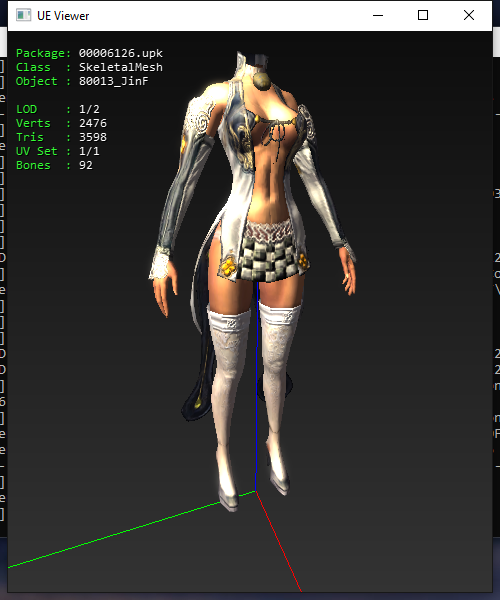 UE Viewer
Package: 00006126.upk
Class : SkeletalMesh
Object : 80013_JinF
LOD : 1/2
Verts : 2476
Tris : 3598
UV Set : 1/1
Bones : 92